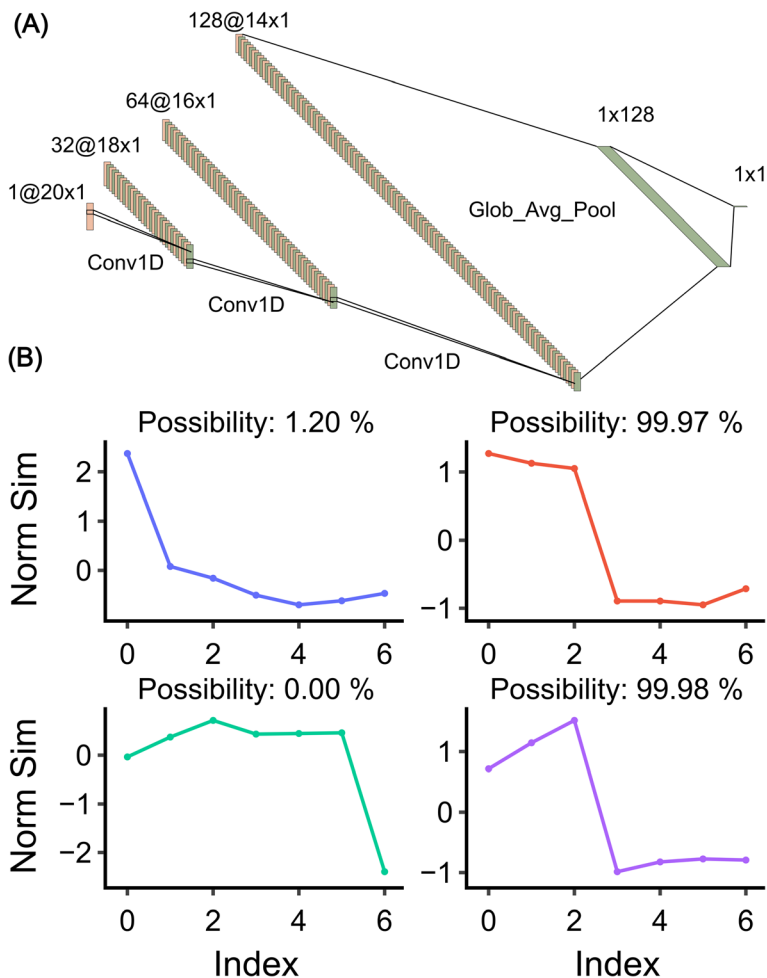 (A)
128@14x1
64@16x1
1x128
32@18x1
1x1
1@20x1
Glob_Avg_Pool
Conv1D
Conv1D
Conv1D
(B)
Possibility: 1.20 %
Possibility: 99.97 %
Norm Sim
2
1
0
1
0
−1
0 2 4 6
0 2 4 6
Possibility: 0.00 %
Possibility: 99.98 %
Norm Sim
0
−1
−2
1
0
−1
0 2 4 6
0 2 4 6
Index
Index